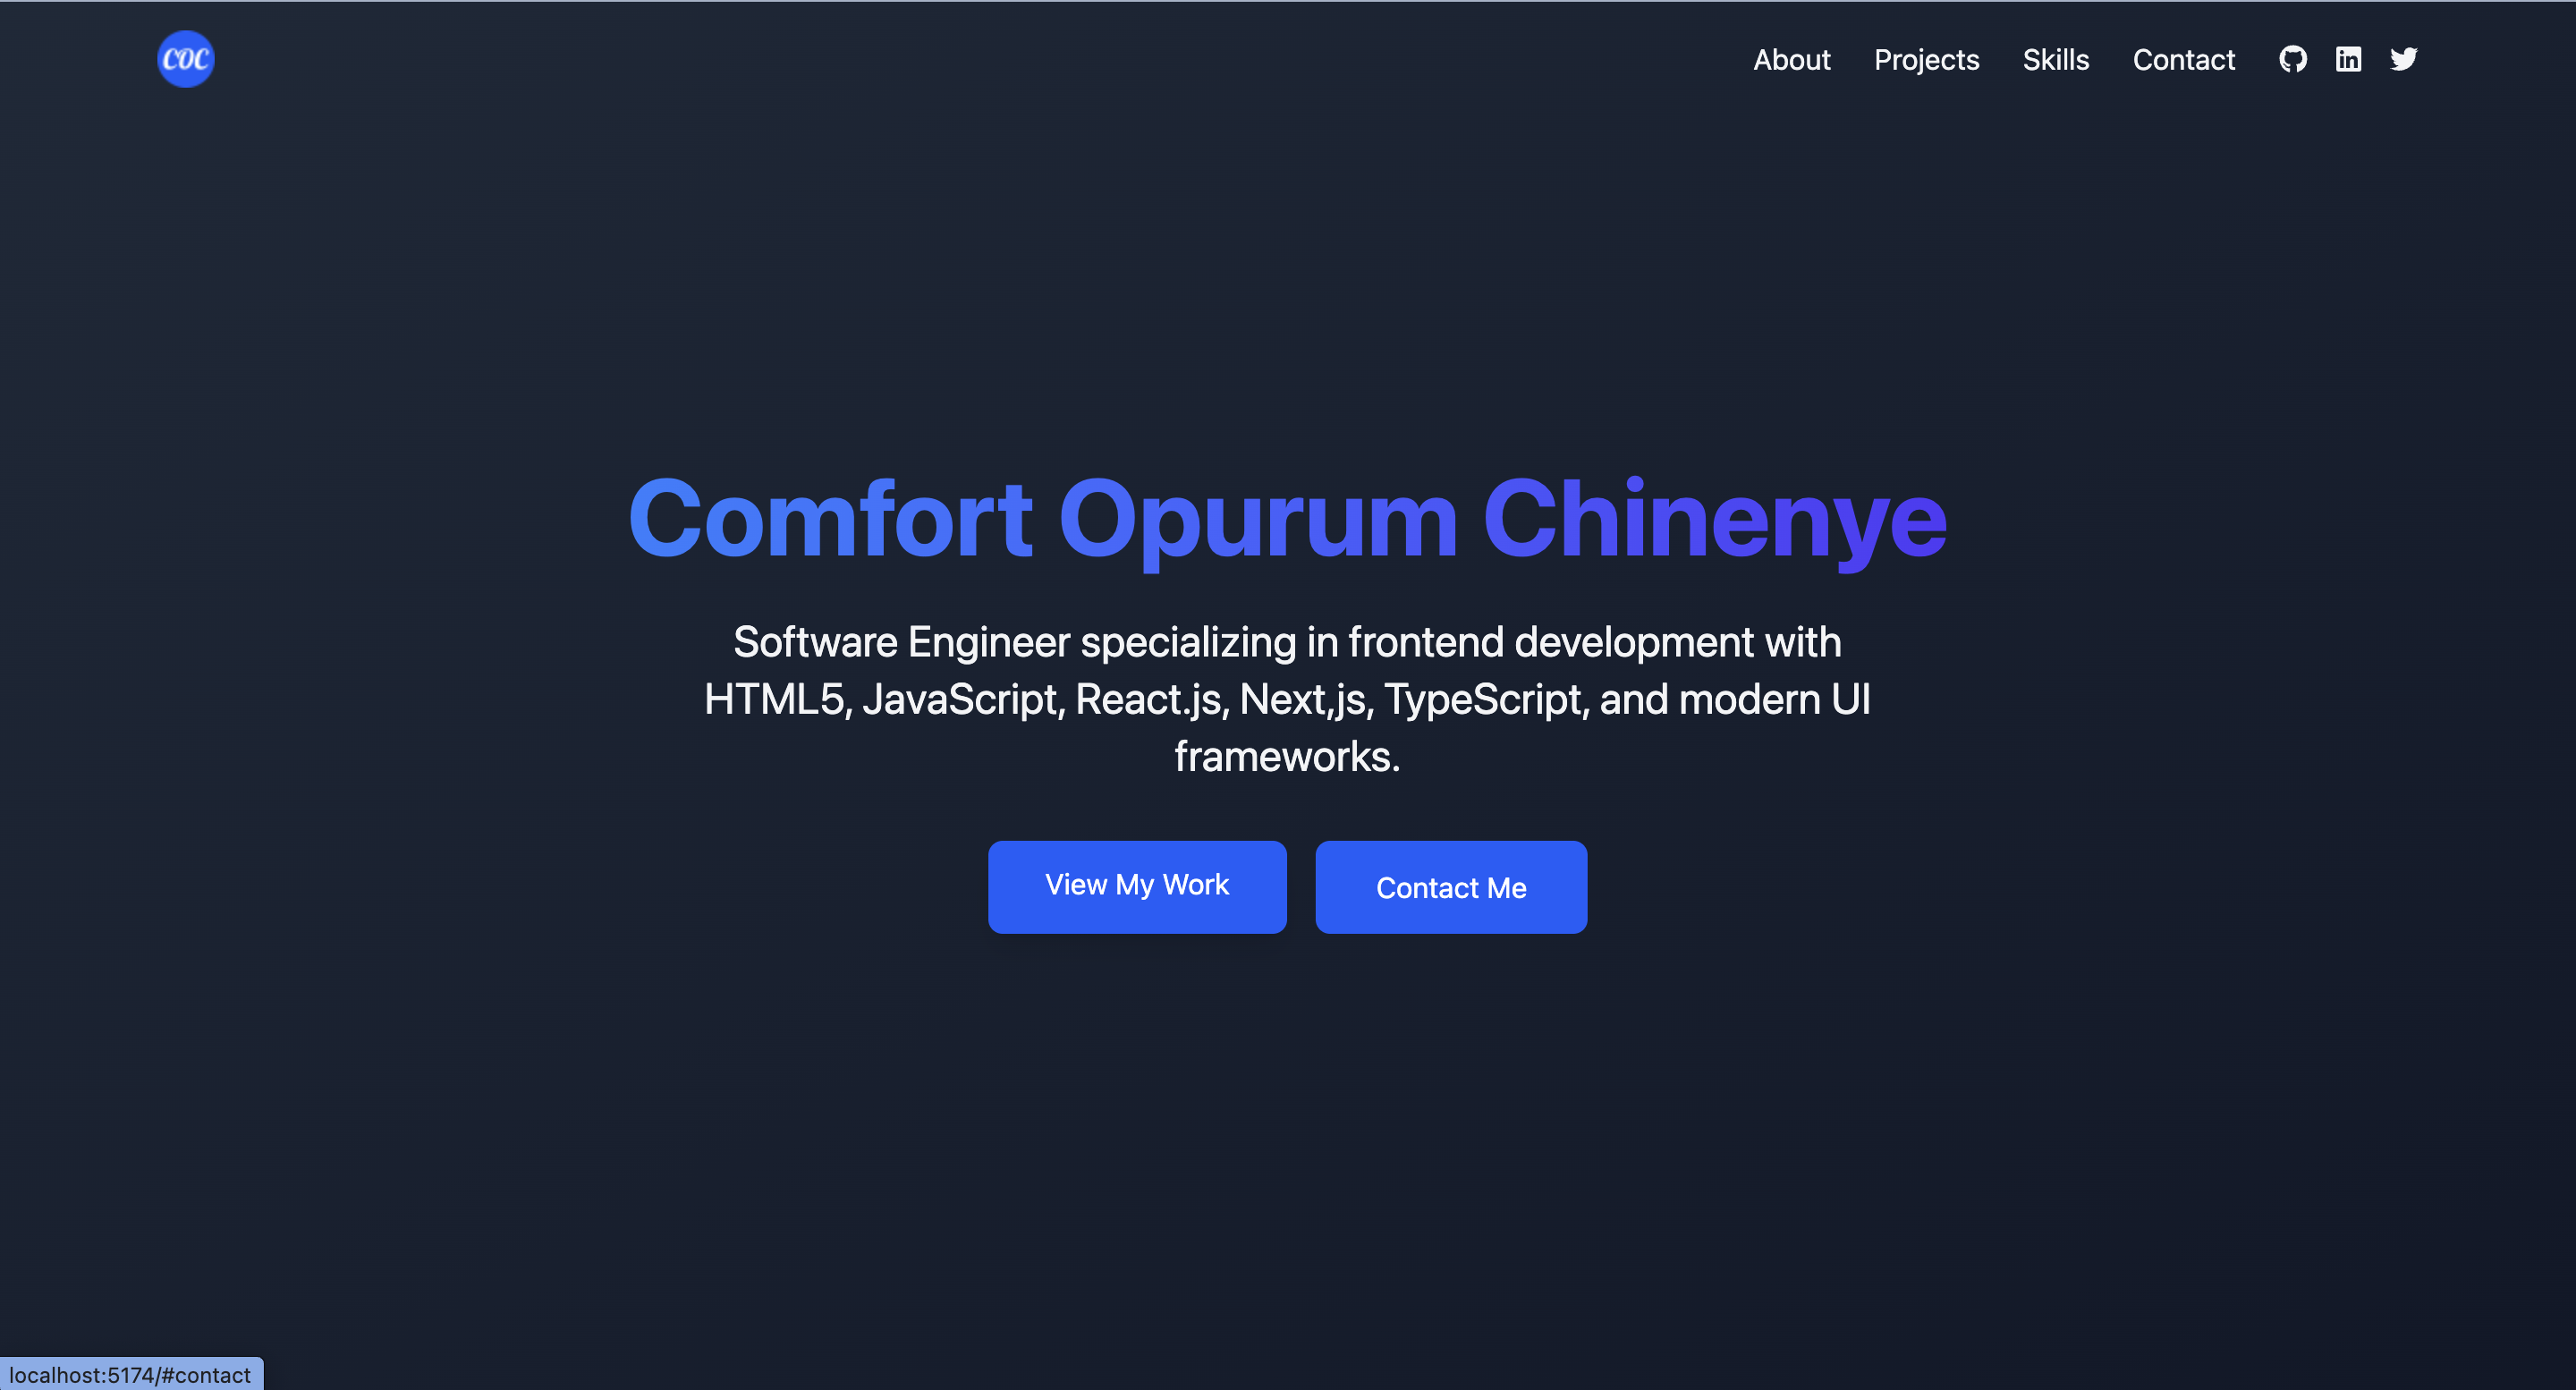 COC
About Projects Skills Contact
Comfort Opurum Chinenye
Software Engineer specializing in frontend development with
HTML5, JavaScript, React.js, Next,js, TypeScript, and modern UI
frameworks.
View My Work Contact Me
localhost:5174/#contact